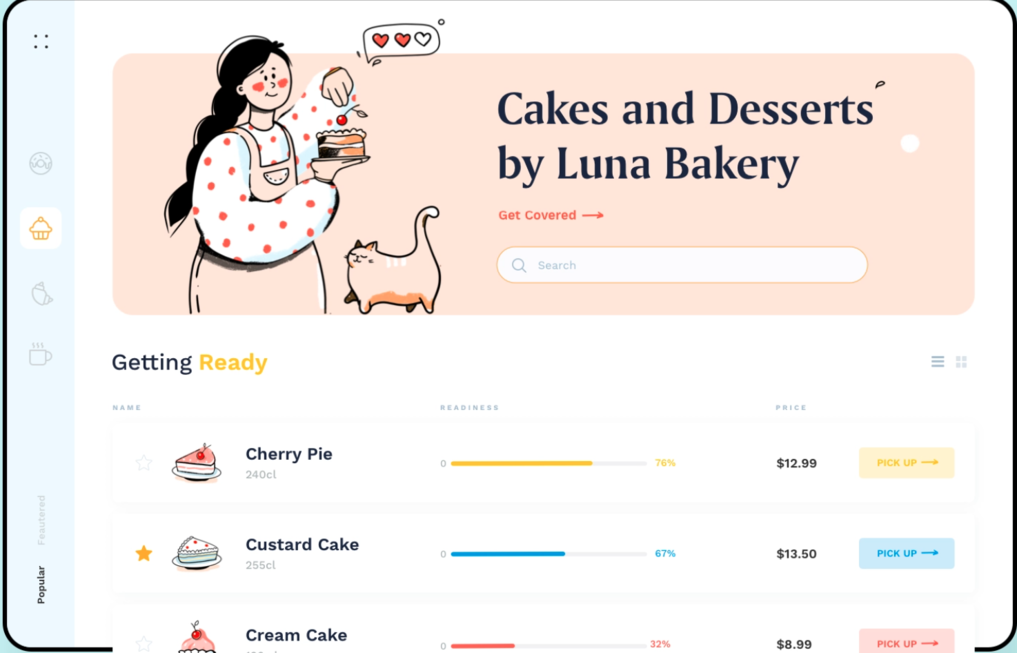 Cakes and Desserts
by Luna Bakery
Get Covered
Search
Getting Ready
NAME READINESS PRICE
Cherry Pie
240cl
0 76% $12.99 PICK UP
Custard Cake
255cl
0 67% $13.50 PICK UP
Cream Cake
0 32% $8.99 PICK UP
Feautered
Popular